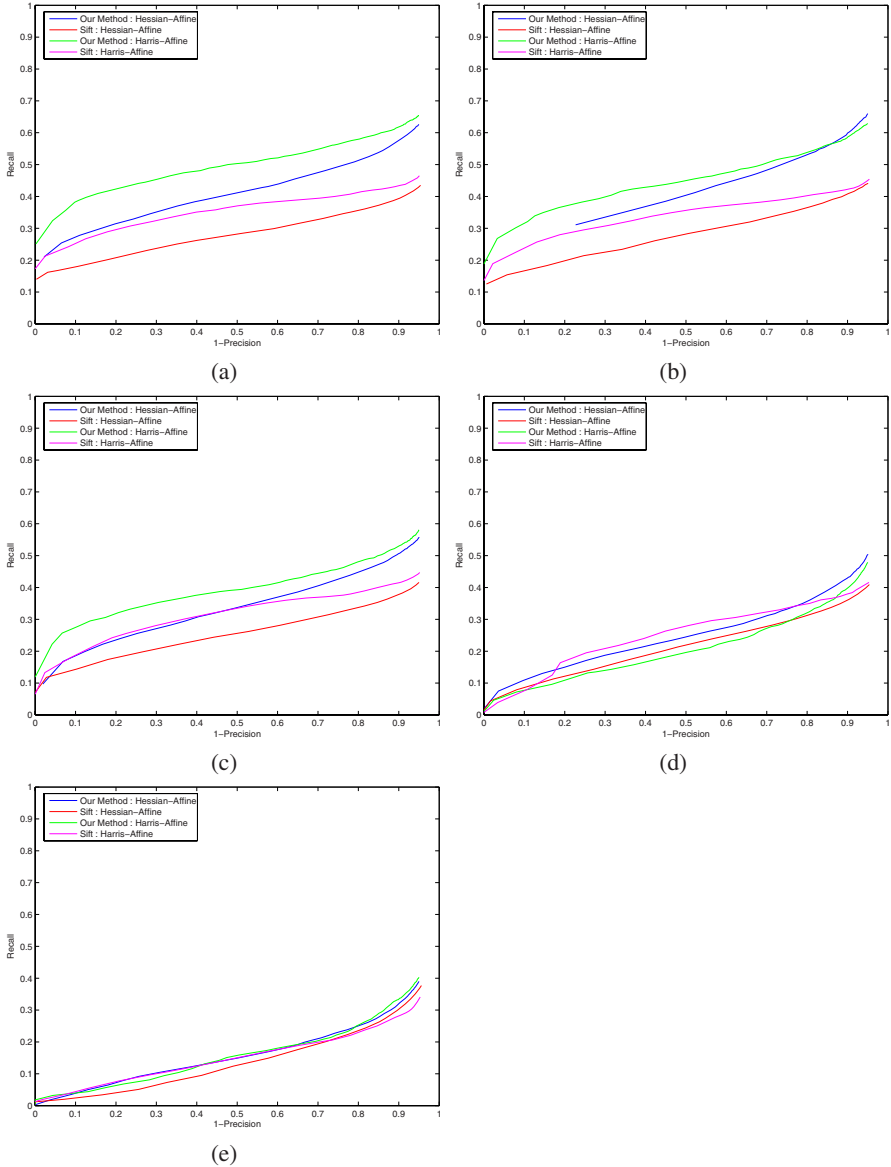 1
0.9
0.8
0.7
0.6
0.5
0.4
0.3
0.2
0.1
0
Recall
Our Method : Hessian−Affine
Sift : Hessian−Affine
Our Method : Harris−Affine
Sift : Harris−Affine
0 0.1 0.2 0.3 0.4 0.5 0.6 0.7 0.8 0.9 1
1−Precision
(a)
1
0.9
0.8
0.7
0.6
0.5
0.4
0.3
0.2
0.1
0
Recall
Our Method : Hessian−Affine
Sift : Hessian−Affine
Our Method : Harris−Affine
Sift : Harris−Affine
0 0.1 0.2 0.3 0.4 0.5 0.6 0.7 0.8 0.9 1
1−Precision
(b)
1
0.9
0.8
0.7
0.6
0.5
0.4
0.3
0.2
0.1
0
Recall
Our Method : Hessian−Affine
Sift : Hessian−Affine
Our Method : Harris−Affine
Sift : Harris−Affine
0 0.1 0.2 0.3 0.4 0.5 0.6 0.7 0.8 0.9 1
1−Precision
(c)
1
0.9
0.8
0.7
0.6
0.5
0.4
0.3
0.2
0.1
0
Recall
Our Method : Hessian−Affine
Sift : Hessian−Affine
Our Method : Harris−Affine
Sift : Harris−Affine
0 0.1 0.2 0.3 0.4 0.5 0.6 0.7 0.8 0.9 1
1−Precision
(d)
1
0.9
0.8
0.7
0.6
0.5
0.4
0.3
0.2
0.1
0
Recall
Our Method : Hessian−Affine
Sift : Hessian−Affine
Our Method : Harris−Affine
Sift : Harris−Affine
0 0.1 0.2 0.3 0.4 0.5 0.6 0.7 0.8 0.9 1
1−Precision
(e)